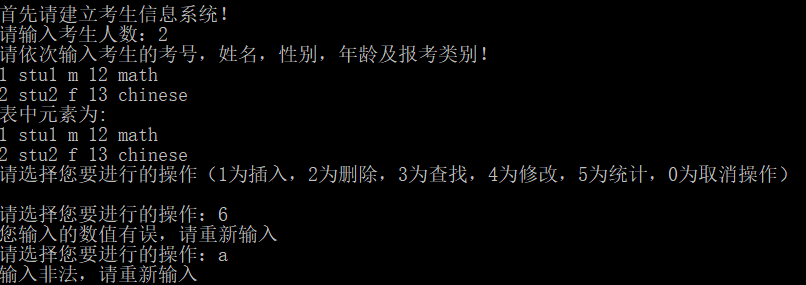 首先请建立考生信息系统！
请输入考生人数：2
请依次输入考生的考号，姓名，性别，年龄及报考类别！
1 stu1 m 12 math
2 stu2 f 13 chinese
表中元素为:
1 stu1 m 12 math
2 stu2 f 13 chinese
请选择您要进行的操作（1为插入，2为删除，3为查找，4为修改，5为统计，0为取消操作）
请选择您要进行的操作：6
您输入的数值有误，请重新输入
请选择您要进行的操作：a
输入非法，请重新输入